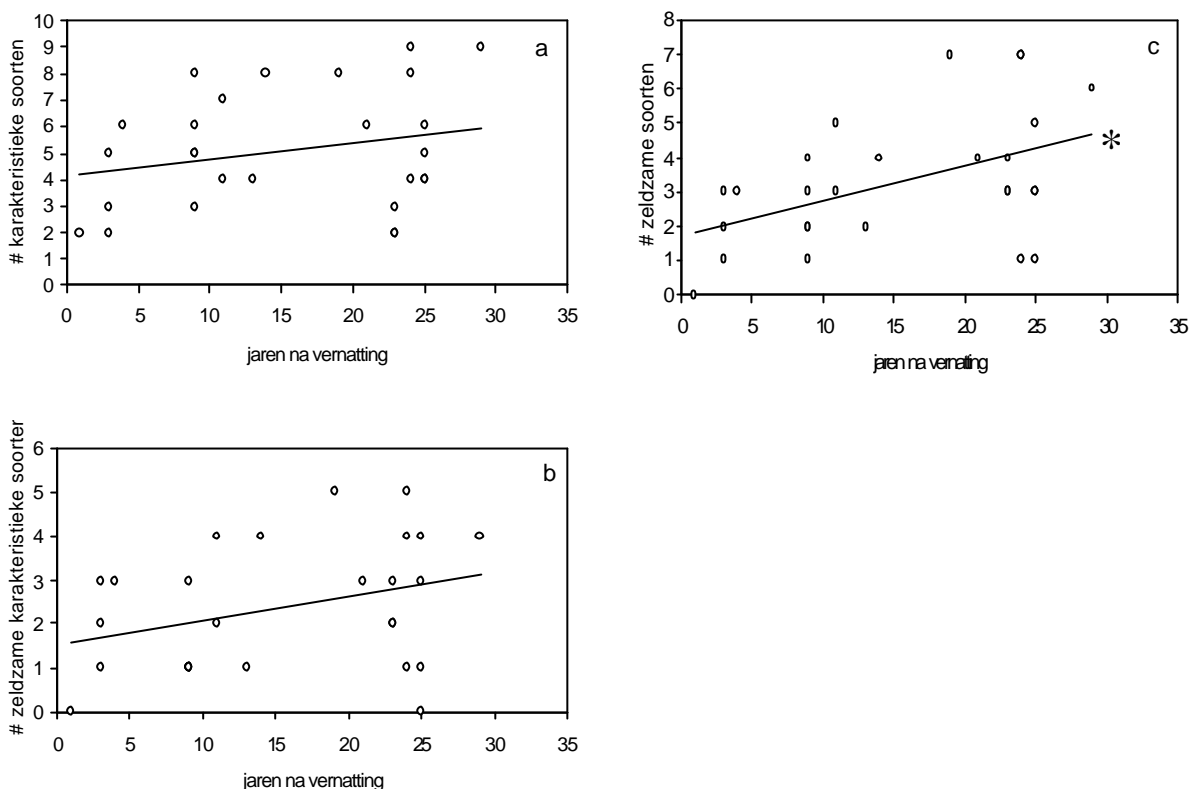 # karakteristieke soorten
10
9
8
7
6
5
4
3
2
1
0
a
0 5 10 15 20 25 30 35
jaren na vernatting
# zeldzame soorten
8
7
6
5
4
3
2
1
0
c
*
0 5 10 15 20 25 30 35
jaren na vernatting
# zeldzame karakteristieke soorter
6
5
4
3
2
1
0
b
0 5 10 15 20 25 30 35
jaren na vernatting